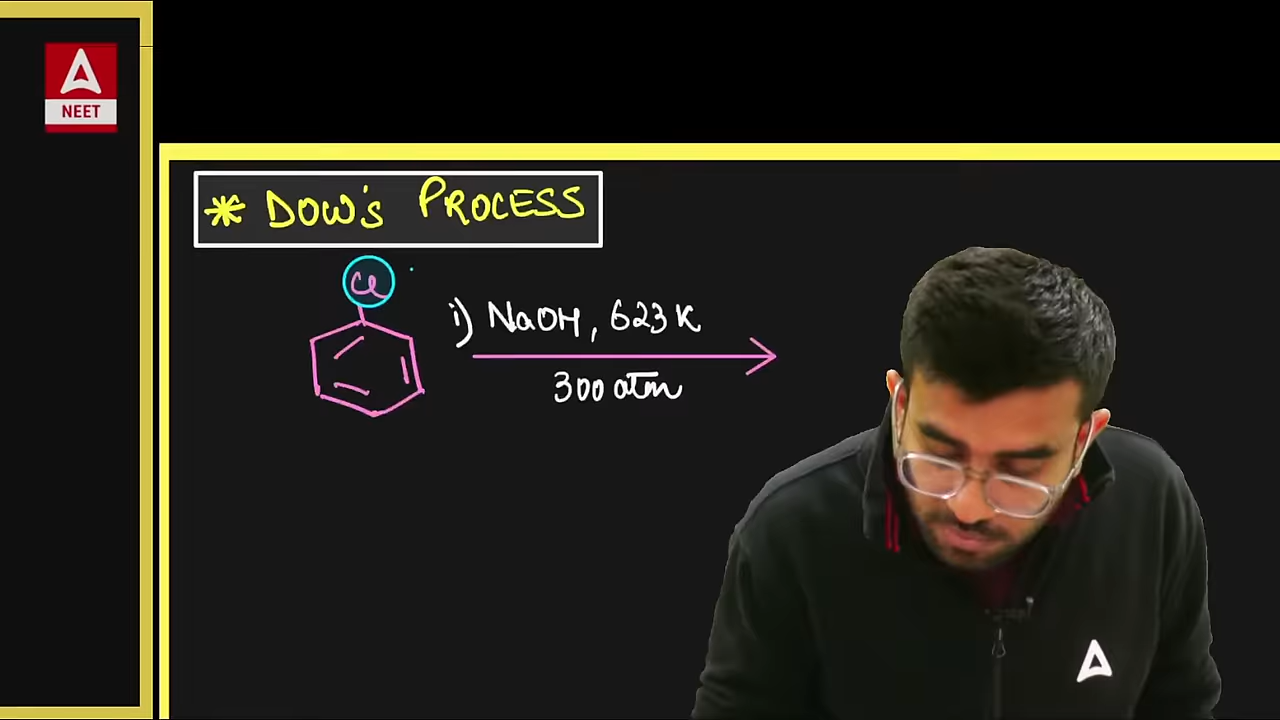 NEET
* DOW's PROCESS
Cl
i) NaOH, 623 K
300 atm